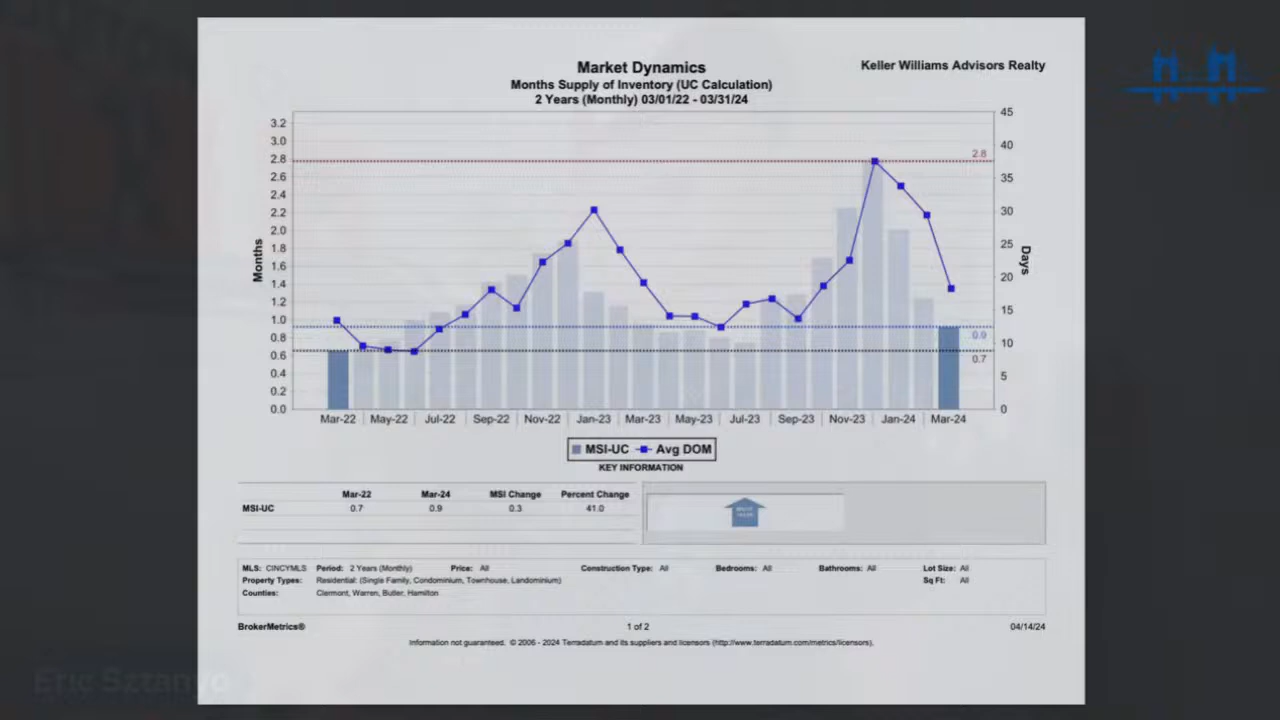 Market Dynamics
Keller Williams Advisors Realty
Months Supply of Inventory (UC Calculation)
2 Years (Monthly) 03/01/22 - 03/31/24
3.2
3.0
2.8
2.6
2.4
2.2
2.0
1.8
1.6
1.4
1.2
1.0
0.8
0.6
0.4
0.2
0.0
Months
45
40
35
30
25
20
15
10
5
0
Days
2.8
0.9
0.7
Mar-22 May-22 Jul-22 Sep-22 Nov-22 Jan-23 Mar-23 May-23 Jul-23 Sep-23 Nov-23 Jan-24 Mar-24
MSI-UC Avg DOM
KEY INFORMATION
Mar-22 Mar-24 MSI Change Percent Change
MSI-UC 0.7 0.9 0.3 41.0
MLS: CINCYMLS Period: 2 Years (Monthly) Price: All Construction Type: All Bedrooms: All Bathrooms: All Lot Size: All
Property Types: Residential: (Single Family, Condominium, Townhouse, Landominium) Sq Ft: All
Counties: Clermont, Warren, Butler, Hamilton
BrokerMetrics® 1 of 2 04/14/24
Information not guaranteed. © 2006 - 2024 Terradatum and its suppliers and licensors (http://www.terradatum.com/metrics/licensors).
Eric Sztanyo